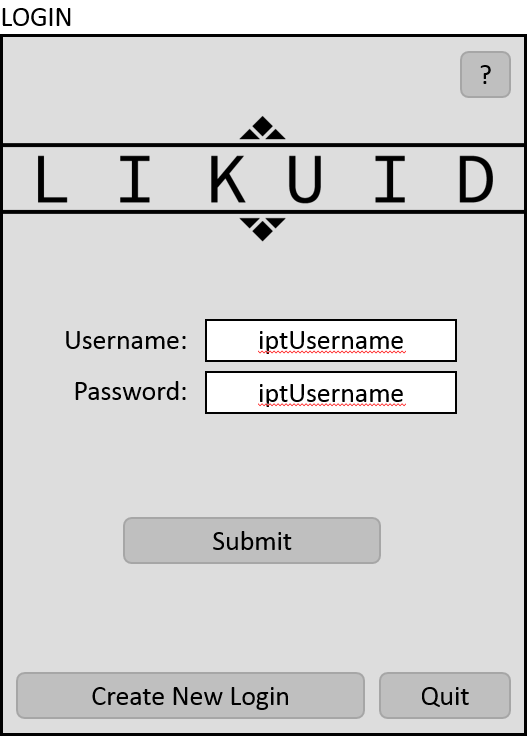 LOGIN
?
L I K U I D
Username: iptUsername
Password: iptUsername
Submit
Create New Login Quit